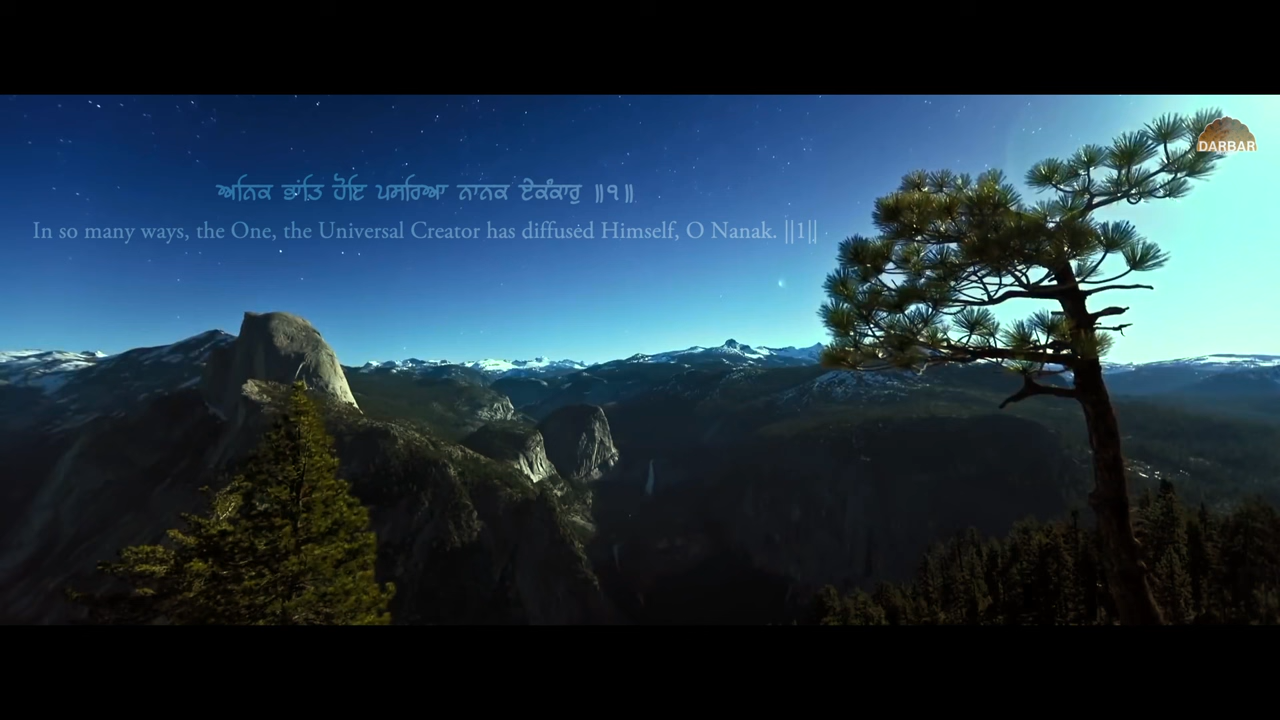 ਅਨਿਕ ਭਾਂਤਿ ਹੋਇ ਪਸਰਿਆ ਨਾਨਕ ਏਕੰਕਾਰੁ ॥੧॥
In so many ways, the One, the Universal Creator has diffused Himself, O Nanak. ||1||
DARBAR